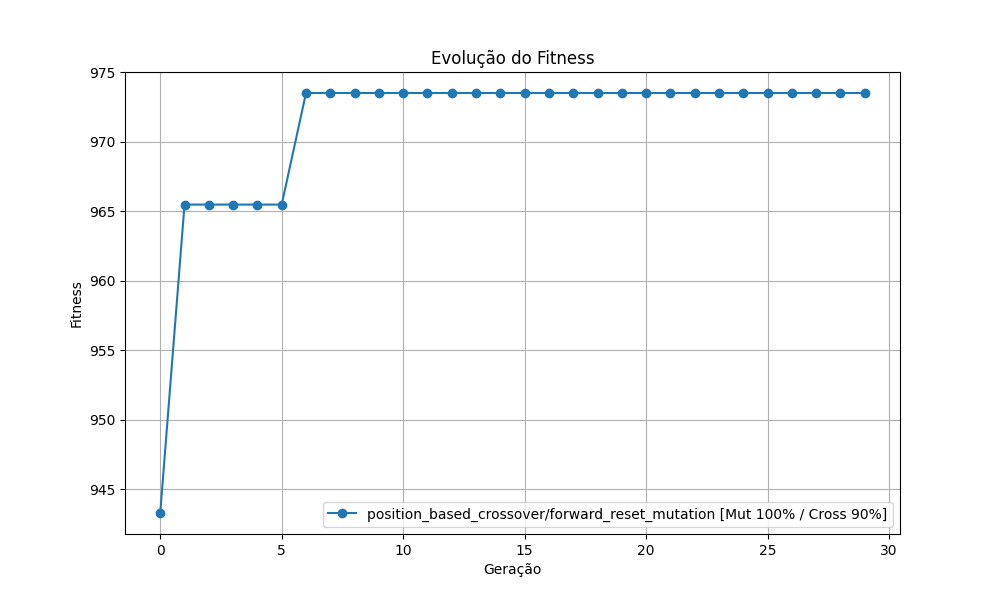 Evolução do Fitness
Fitness
975
970
965
960
955
950
945
position_based_crossover/forward_reset_mutation [Mut 100% / Cross 90%]
0 5 10 15 20 25 30
Geração